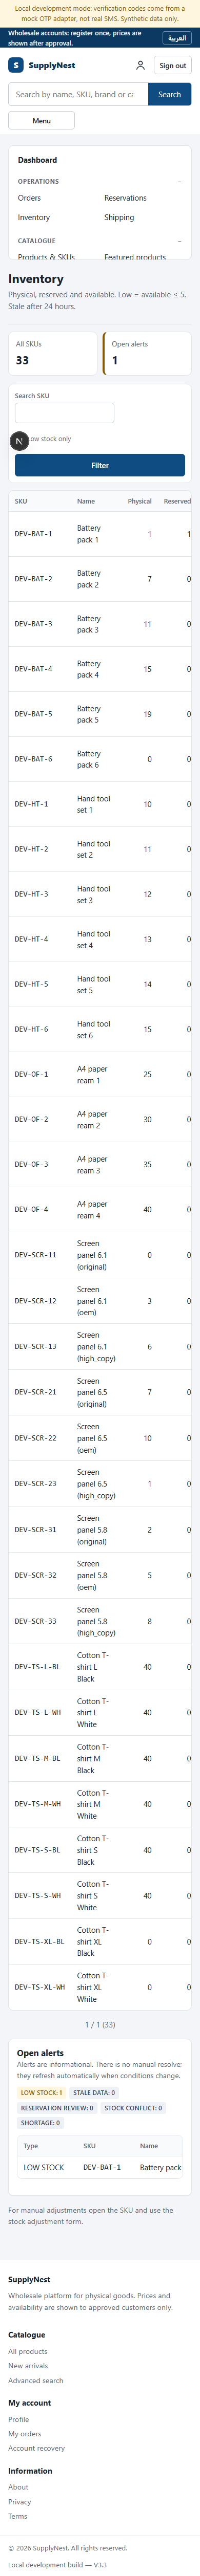 Local development mode: verification codes come from a
mock OTP adapter, not real SMS. Synthetic data only.
Wholesale accounts: register once, prices are
shown after approval.
العربية
S SupplyNest
Sign out
Search by name, SKU, brand or ca
Search
Menu
Dashboard
OPERATIONS −
Orders Reservations
Inventory Shipping
CATALOGUE −
Products & SKUs Featured products
Inventory
Physical, reserved and available. Low = available ≤ 5.
Stale after 24 hours.
All SKUs
33
Open alerts
1
Search SKU
N
Low stock only
Filter
SKU Name Physical Reserved
DEV-BAT-1 Battery pack 1 1 1
DEV-BAT-2 Battery pack 2 7 0
DEV-BAT-3 Battery pack 3 11 0
DEV-BAT-4 Battery pack 4 15 0
DEV-BAT-5 Battery pack 5 19 0
DEV-BAT-6 Battery pack 6 0 0
DEV-HT-1 Hand tool set 1 10 0
DEV-HT-2 Hand tool set 2 11 0
DEV-HT-3 Hand tool set 3 12 0
DEV-HT-4 Hand tool set 4 13 0
DEV-HT-5 Hand tool set 5 14 0
DEV-HT-6 Hand tool set 6 15 0
DEV-OF-1 A4 paper ream 1 25 0
DEV-OF-2 A4 paper ream 2 30 0
DEV-OF-3 A4 paper ream 3 35 0
DEV-OF-4 A4 paper ream 4 40 0
DEV-SCR-11 Screen panel 6.1 (original) 0 0
DEV-SCR-12 Screen panel 6.1 (oem) 3 0
DEV-SCR-13 Screen panel 6.1 (high_copy) 6 0
DEV-SCR-21 Screen panel 6.5 (original) 7 0
DEV-SCR-22 Screen panel 6.5 (oem) 10 0
DEV-SCR-23 Screen panel 6.5 (high_copy) 1 0
DEV-SCR-31 Screen panel 5.8 (original) 2 0
DEV-SCR-32 Screen panel 5.8 (oem) 5 0
DEV-SCR-33 Screen panel 5.8 (high_copy) 8 0
DEV-TS-L-BL Cotton T-shirt L Black 40 0
DEV-TS-L-WH Cotton T-shirt L White 40 0
DEV-TS-M-BL Cotton T-shirt M Black 40 0
DEV-TS-M-WH Cotton T-shirt M White 40 0
DEV-TS-S-BL Cotton T-shirt S Black 40 0
DEV-TS-S-WH Cotton T-shirt S White 40 0
DEV-TS-XL-BL Cotton T-shirt XL Black 0 0
DEV-TS-XL-WH Cotton T-shirt XL White 0 0
1 / 1 (33)
Open alerts
Alerts are informational. There is no manual resolve;
they refresh automatically when conditions change.
LOW STOCK: 1 STALE DATA: 0
RESERVATION REVIEW: 0 STOCK CONFLICT: 0
SHORTAGE: 0
Type SKU Name
LOW STOCK DEV-BAT-1 Battery pack
For manual adjustments open the SKU and use the
stock adjustment form.
SupplyNest
Wholesale platform for physical goods. Prices and
availability are shown to approved customers only.
Catalogue
All products
New arrivals
Advanced search
My account
Profile
My orders
Account recovery
Information
About
Privacy
Terms
© 2026 SupplyNest. All rights reserved.
Local development build — V3.3